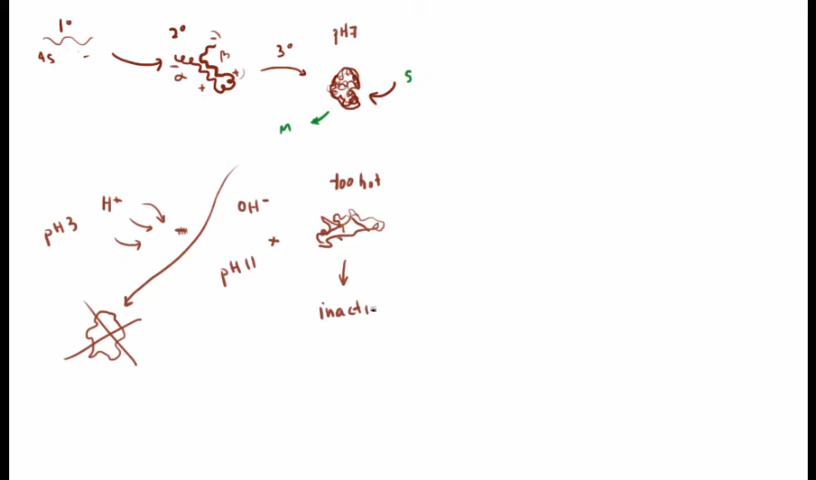 1°
2°
3°
pH7
As
α
β
S
M
too hot
H+
OH-
pH3
pH11
+
inacti